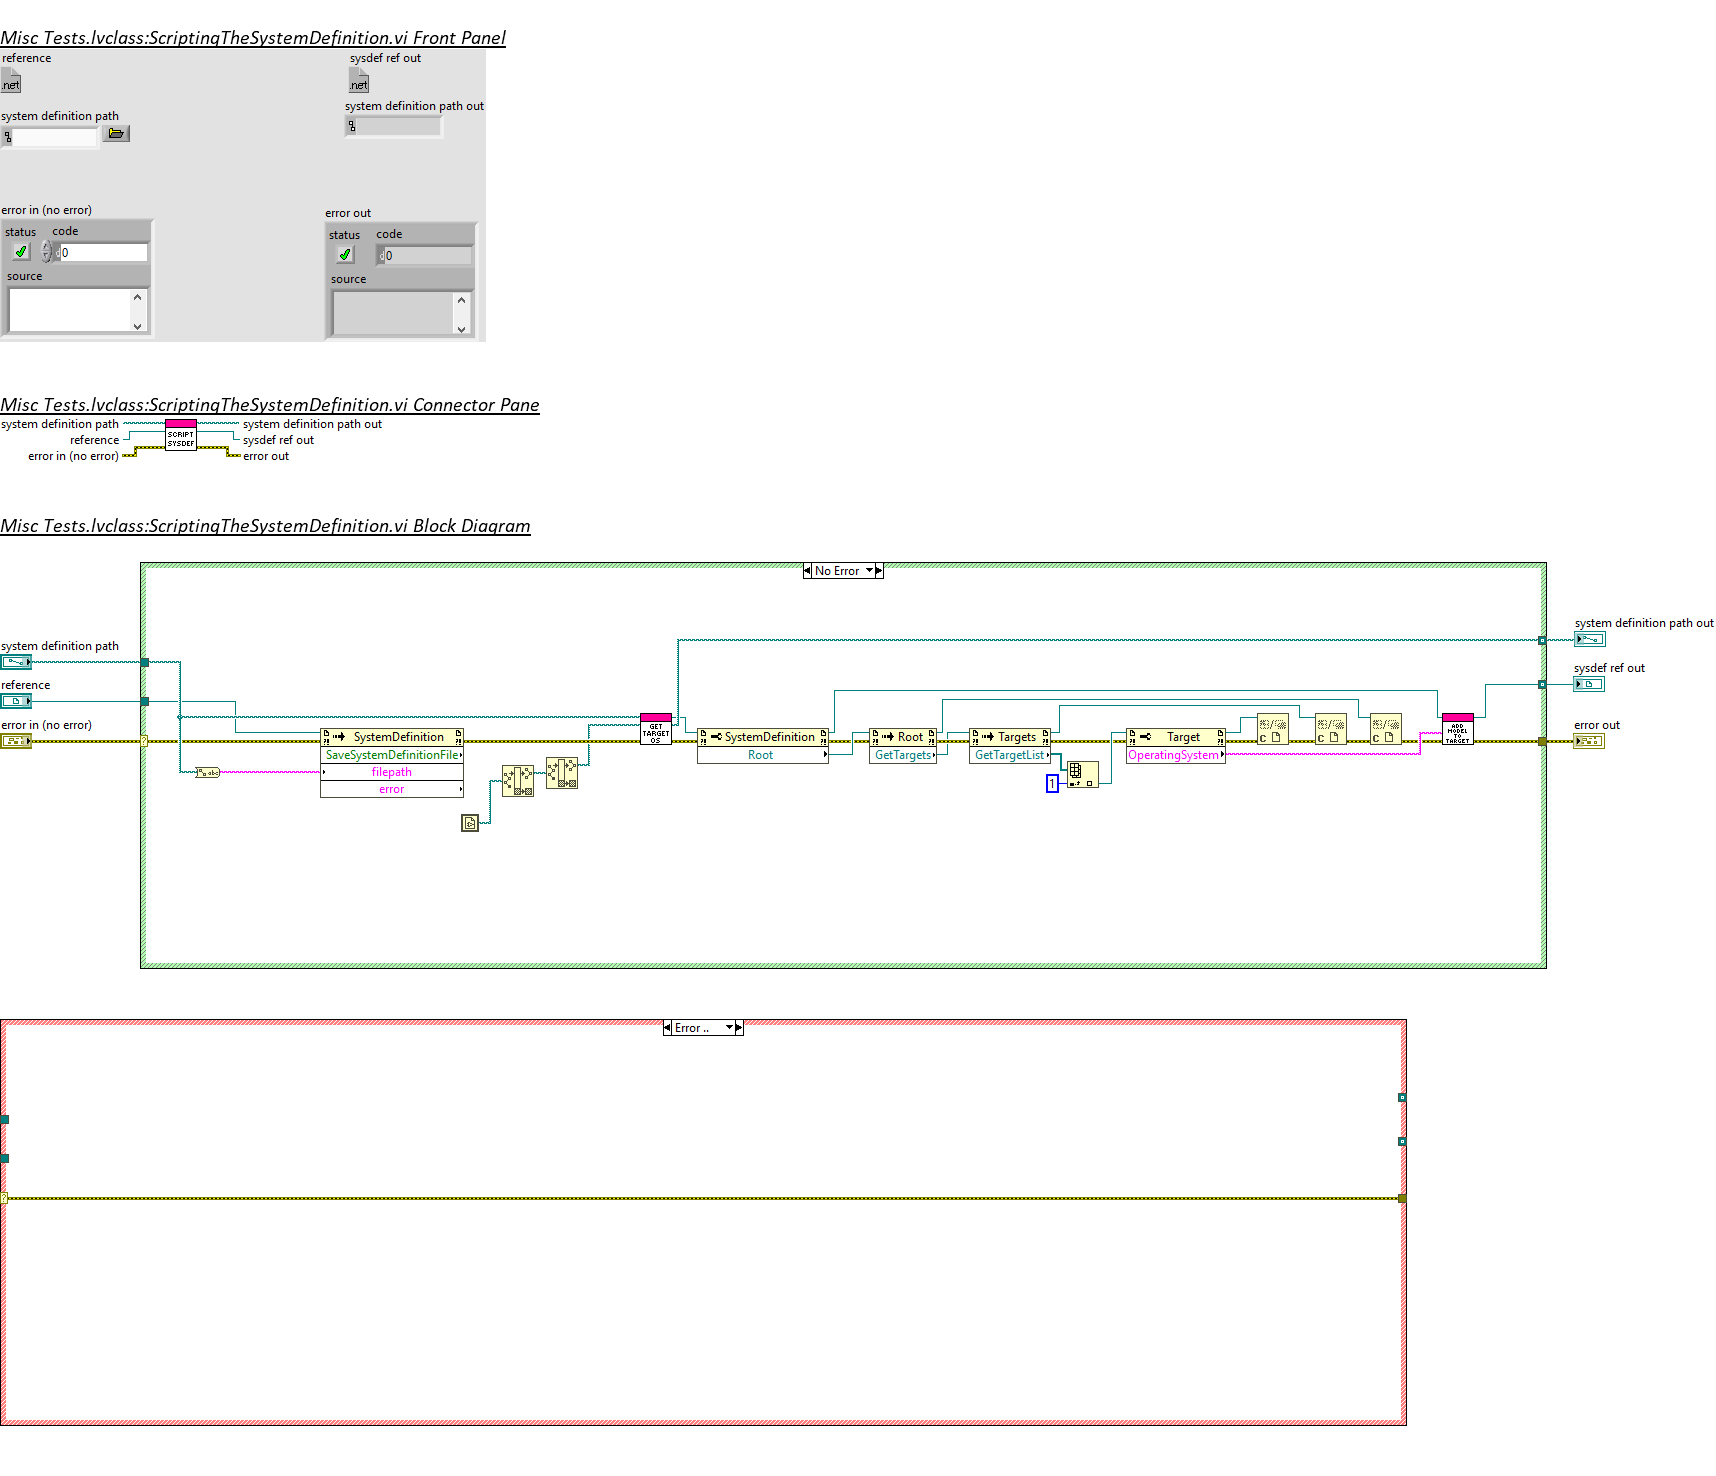 Misc Tests.lvclass:ScriptingTheSystemDefinition.vi Front Panel
reference
sysdef ref out
.net
.net
system definition path out
system definition path
error in (no error)
error out
status code
0
source
status code
0
source
Misc Tests.lvclass:ScriptingTheSystemDefinition.vi Connector Pane
system definition path
system definition path out
reference
SCRIPT
SYSDEF
sysdef ref out
error in (no error)
error out
Misc Tests.lvclass:ScriptingTheSystemDefinition.vi Block Diagram
No Error
system definition path out
system definition path
sysdef ref out
reference
error in (no error)
error out
GET
TARGET
OS
ADD
MODEL
TO
TARGET
SystemDefinition
SaveSystemDefinitionFile
filepath
error
abc
SystemDefinition
Root
Root
GetTargets
Targets
GetTargetList
1
Target
OperatingSystem
C
C
C
?
Error ..
?